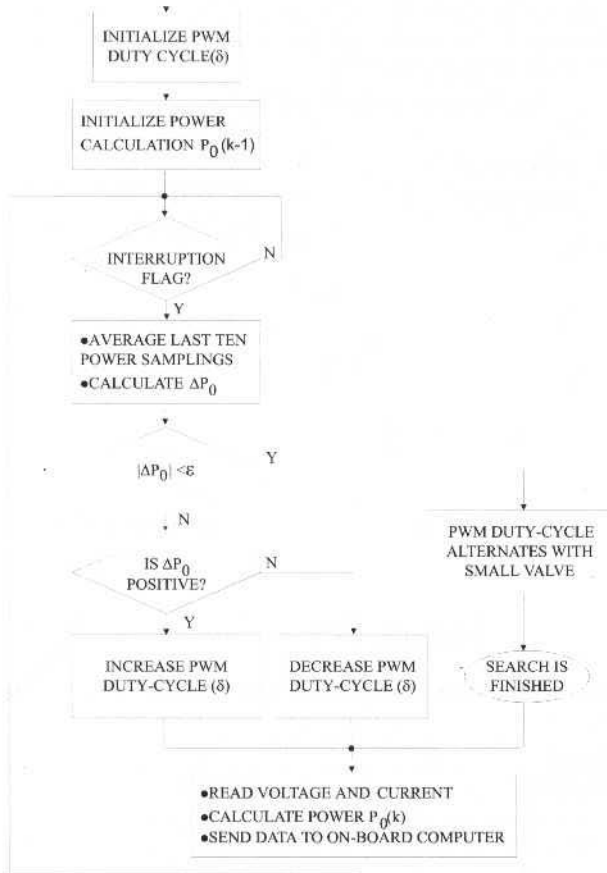 INITIALIZE PWM
DUTY CYCLE(δ)
INITIALIZE POWER
CALCULATION P0(k-1)
INTERRUPTION
FLAG?
N
Y
●AVERAGE LAST TEN
POWER SAMPLINGS
●CALCULATE ΔP0
|ΔP0| <ε
Y
N
IS ΔP0
POSITIVE?
N
Y
PWM DUTY-CYCLE
ALTERNATES WITH
SMALL VALVE
INCREASE PWM
DUTY-CYCLE (δ)
DECREASE PWM
DUTY-CYCLE (δ)
SEARCH IS
FINISHED
●READ VOLTAGE AND CURRENT
●CALCULATE POWER P0(k)
●SEND DATA TO ON-BOARD COMPUTER